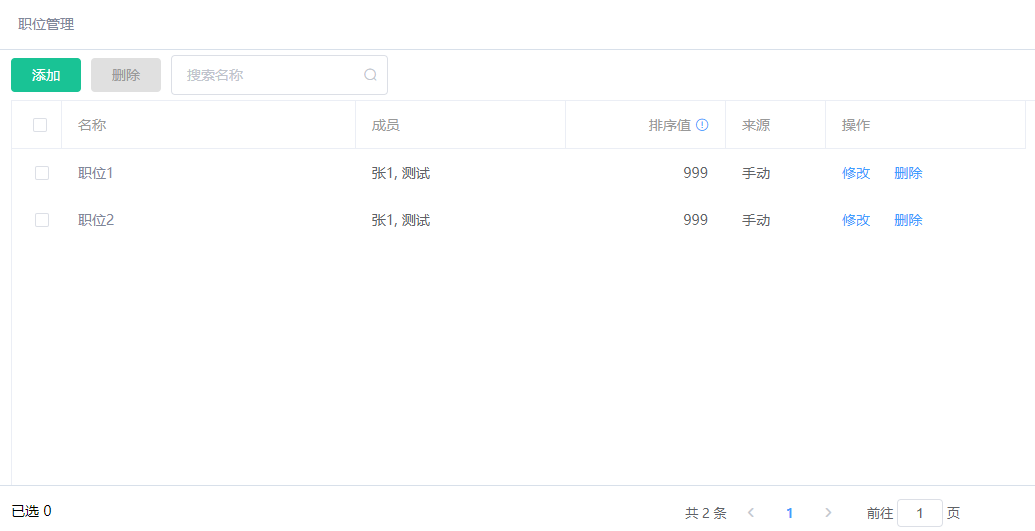 职位管理
添加 删除 搜索名称
名称 成员 排序值 来源 操作
职位1 张1, 测试 999 手动 修改 删除
职位2 张1, 测试 999 手动 修改 删除
已选 0 共 2 条 1 前往 1 页